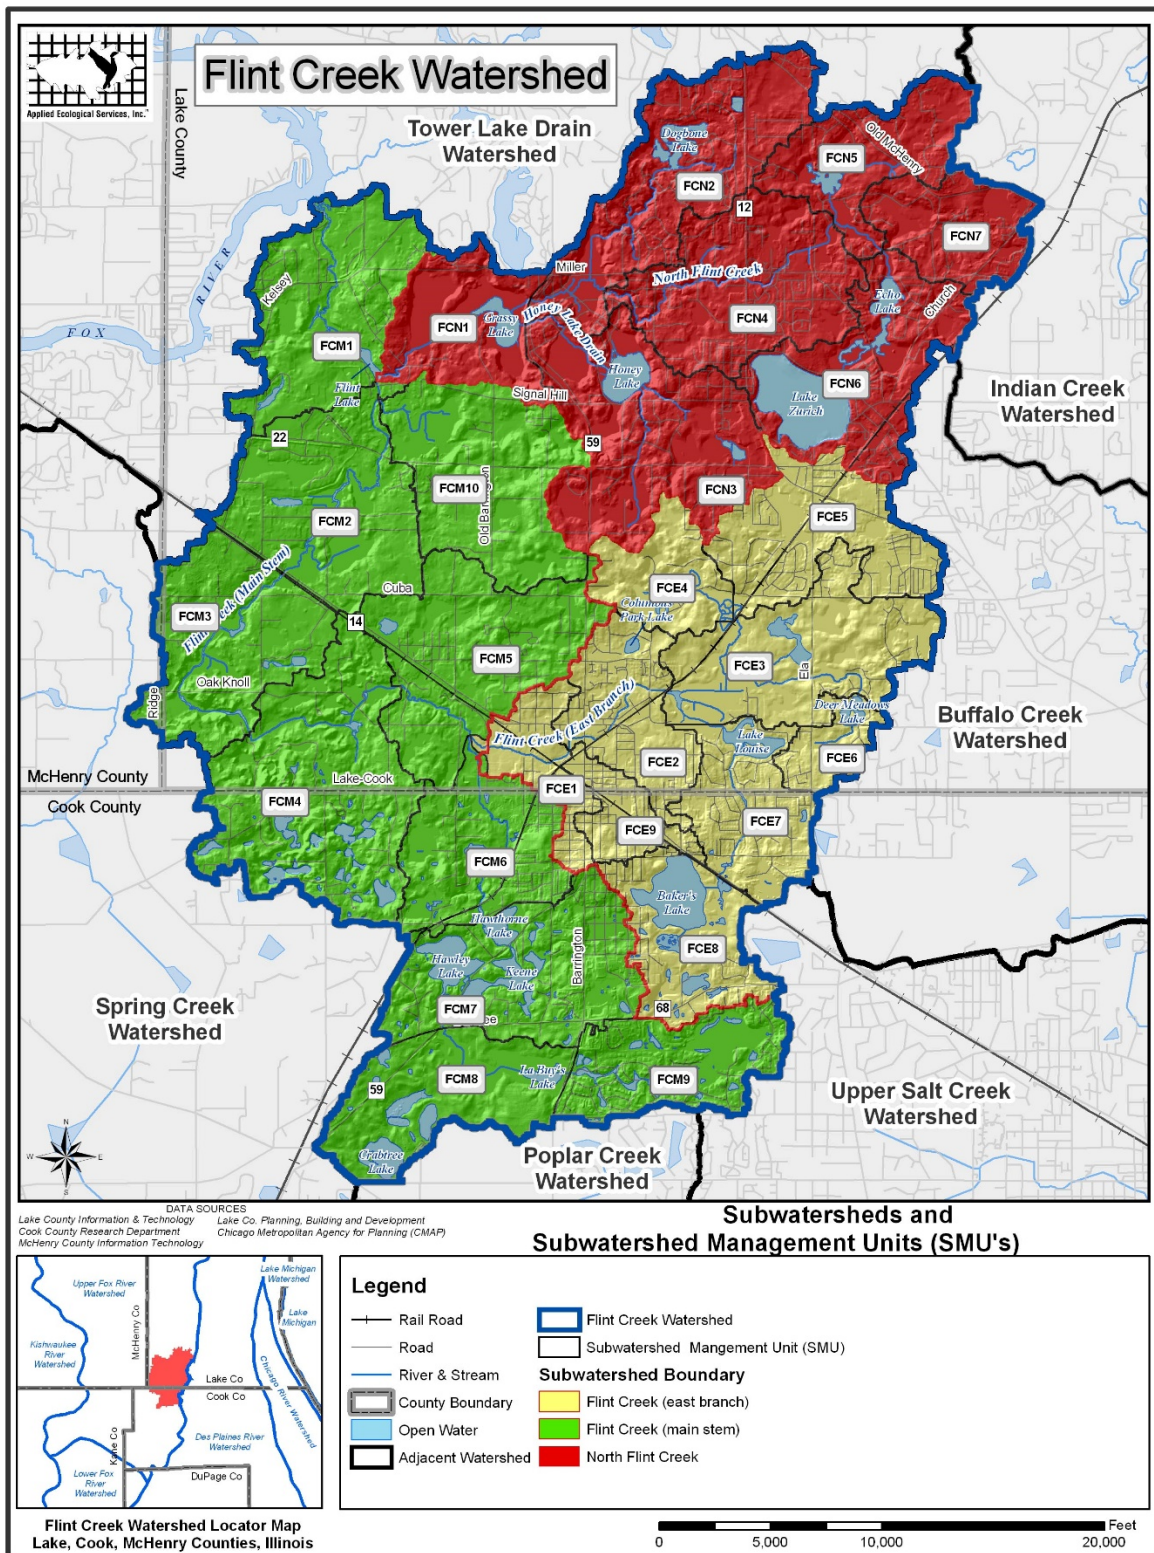 Applied Ecological Services, Inc.™
Flint Creek Watershed
Lake County
Tower Lake Drain
Watershed
Dogbone
Lake
FCN5
Old McHenry
FCN2
12
FCN7
RIVER
Kelsey
Miller
North Flint Creek
Echo
Lake
Church
FOX
FCM1
FCN1
Grassy
Lake
Honey Lake Drain
FCN4
Honey
Lake
Flint
Lake
Signal Hill
FCN6
Lake
Zurich
Indian Creek
Watershed
22
59
FCM10
Old Barrington
FCN3
FCM2
FCE5
Cuba
FCE4
Columbus
Park Lake
FCM3
Flint Creek (Main Stem)
14
FCM5
FCE3
Ela
Oak Knoll
Ridge
Deer Meadows
Lake
Flint Creek (East Branch)
Lake
Louise
Buffalo Creek
Watershed
FCE2
FCE6
McHenry County
Lake-Cook
FCE1
Cook County
FCM4
FCE9
FCE7
FCM6
Baker's
Lake
Hawthorne
Lake
Barrington
FCE8
Hawley
Lake
Keene
Lake
Spring Creek
Watershed
FCM7
68
59
FCM8
La Buy's
Lake
FCM9
Upper Salt Creek
Watershed
Crabtree
Lake
Poplar Creek
Watershed
N
W E
S
DATA SOURCES
Lake County Information & Technology Lake Co. Planning, Building and Development
Cook County Research Department Chicago Metropolitan Agency for Planning (CMAP)
McHenry County Information Technology
Subwatersheds and
Subwatershed Management Units (SMU's)
Upper Fox River
Watershed
McHenry Co
Lake Michigan
Watershed
Lake
Michigan
Kishwaukee
River
Watershed
Chicago River Watershed
Lake Co
Cook Co
Kane Co
Des Plaines River
Watershed
Lower Fox
River
Watershed
DuPage Co
Flint Creek Watershed Locator Map
Lake, Cook, McHenry Counties, Illinois
Legend
Rail Road
Road
River & Stream
County Boundary
Open Water
Adjacent Watershed
Flint Creek Watershed
Subwatershed Mangement Unit (SMU)
Subwatershed Boundary
Flint Creek (east branch)
Flint Creek (main stem)
North Flint Creek
Feet
0 5,000 10,000 20,000